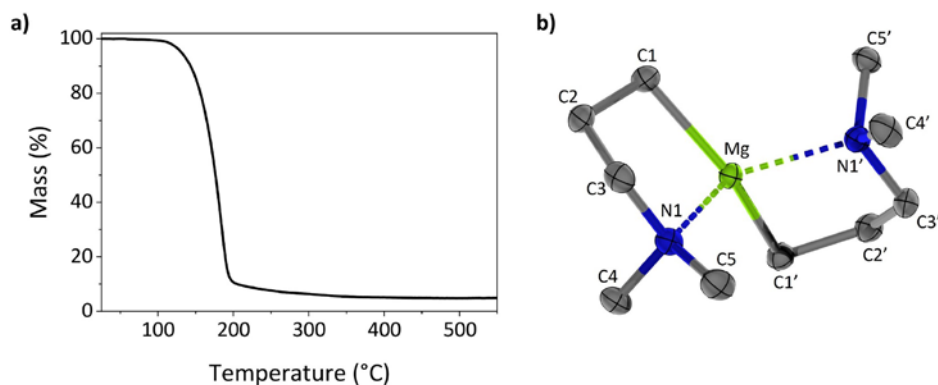 a)
100
80
60
40
20
0
Mass (%)
100
200
300
400
500
Temperature (°C)
b)
C5’
C1
C2
C4’
Mg
N1’
C3
C3’
N1
C2’
C5
C1’
C4